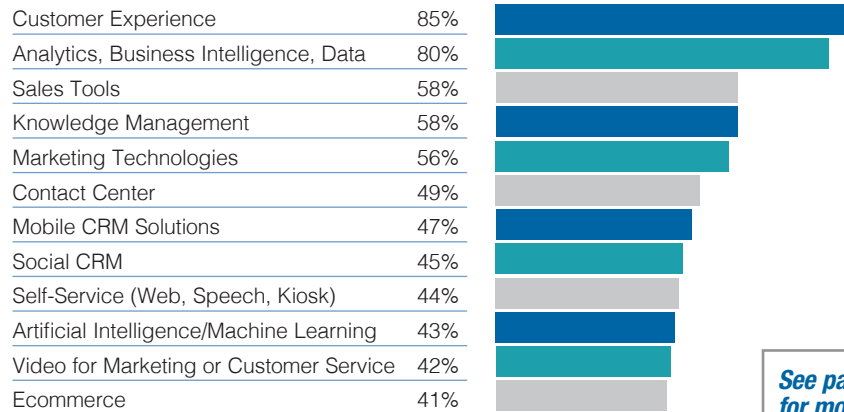 Customer Experience 85%
Analytics, Business Intelligence, Data 80%
Sales Tools 58%
Knowledge Management 58%
Marketing Technologies 56%
Contact Center 49%
Mobile CRM Solutions 47%
Social CRM 45%
Self-Service (Web, Speech, Kiosk) 44%
Artificial Intelligence/Machine Learning 43%
Video for Marketing or Customer Service 42%
Ecommerce 41%
See
for